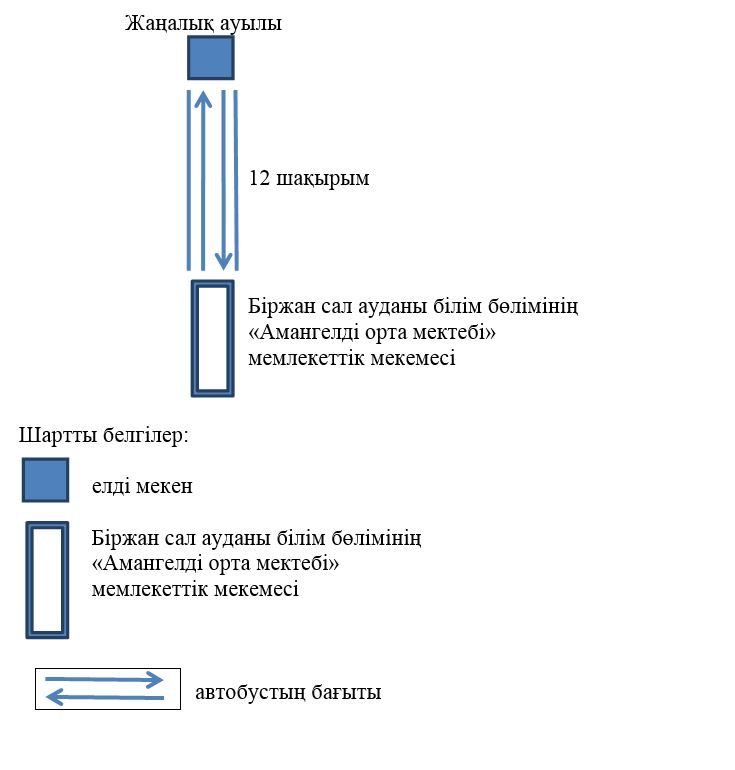 Жаңалық ауылы
12 шақырым
Біржан сал ауданы білім бөлімінің
«Амангелді орта мектебі»
мемлекеттік мекемесі
Шартты белгілер:
елді мекен
Біржан сал ауданы білім бөлімінің
«Амангелді орта мектебі»
мемлекеттік мекемесі
автобустың бағыты